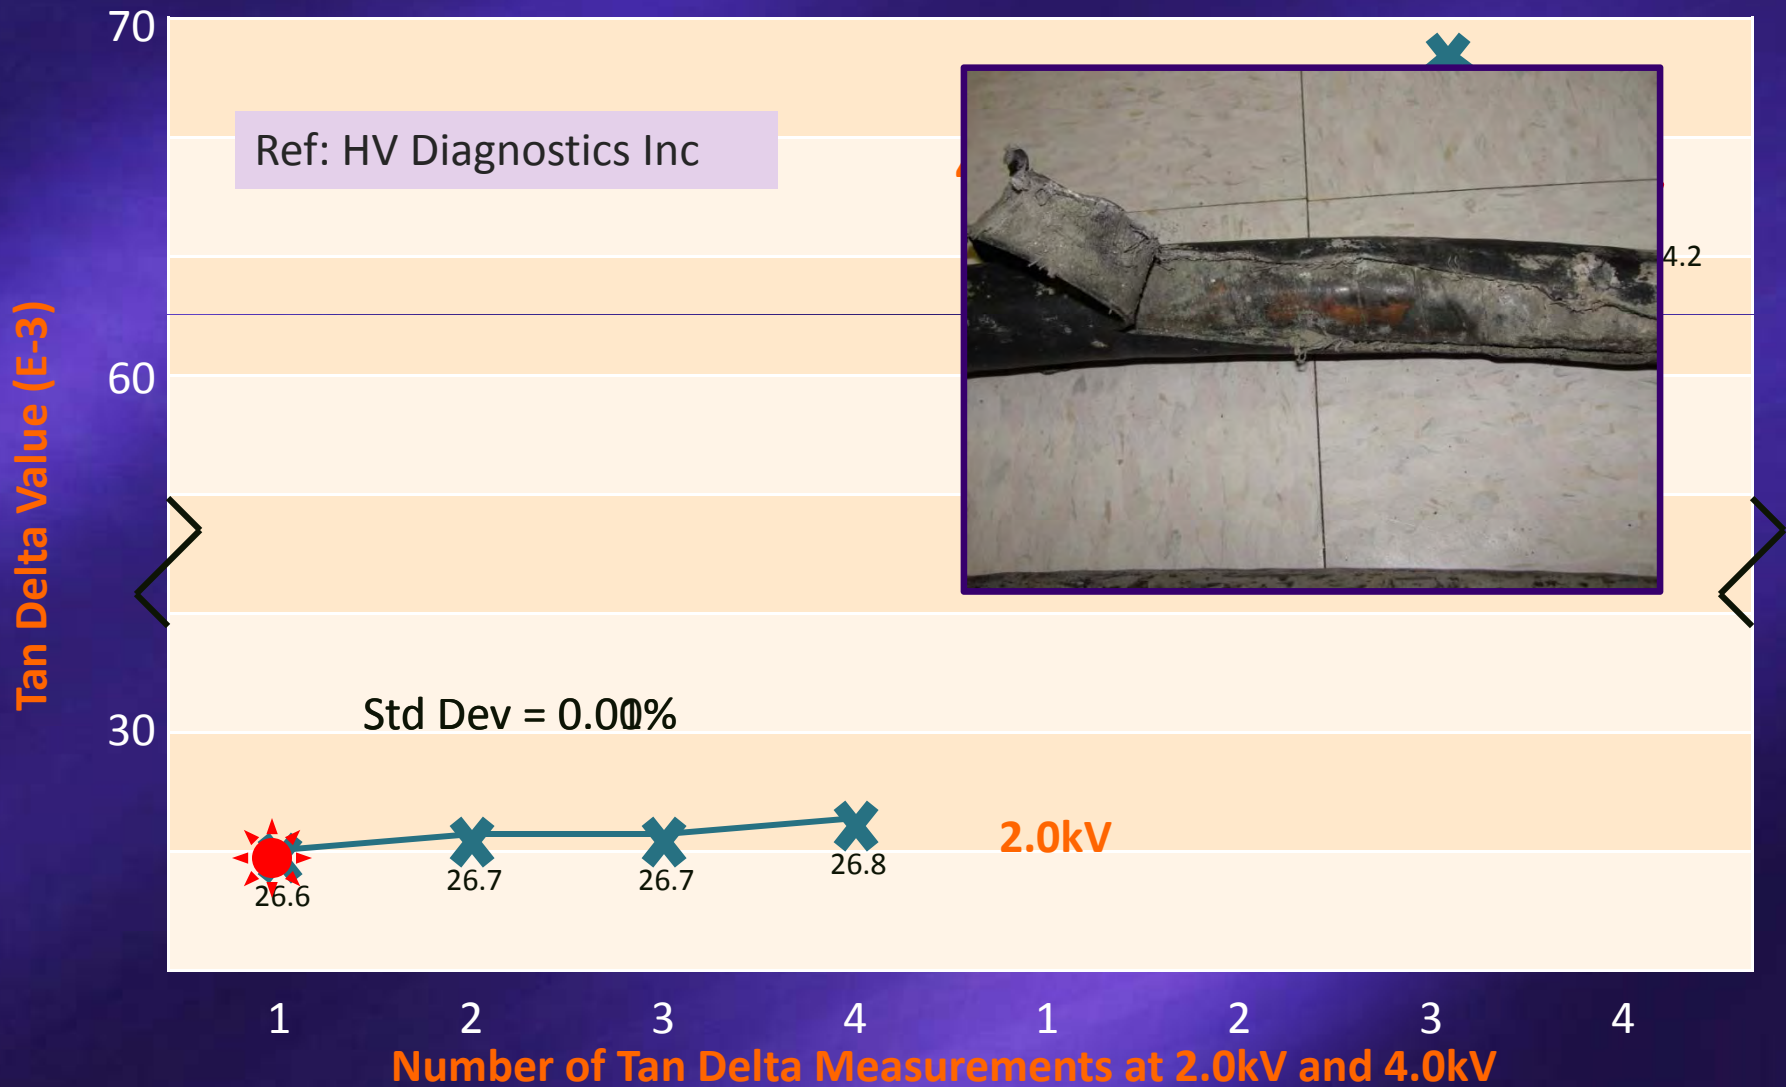 70
Ref: HV Diagnostics Inc
4.2
60
Tan Delta Value (E-3)
Std Dev =
30
2.0kV
26.6
26.7
26.7
26.8
1 2 3 4 1 2 3 4
Number of Tan Delta Measurements at 2.0kV and 4.0kV